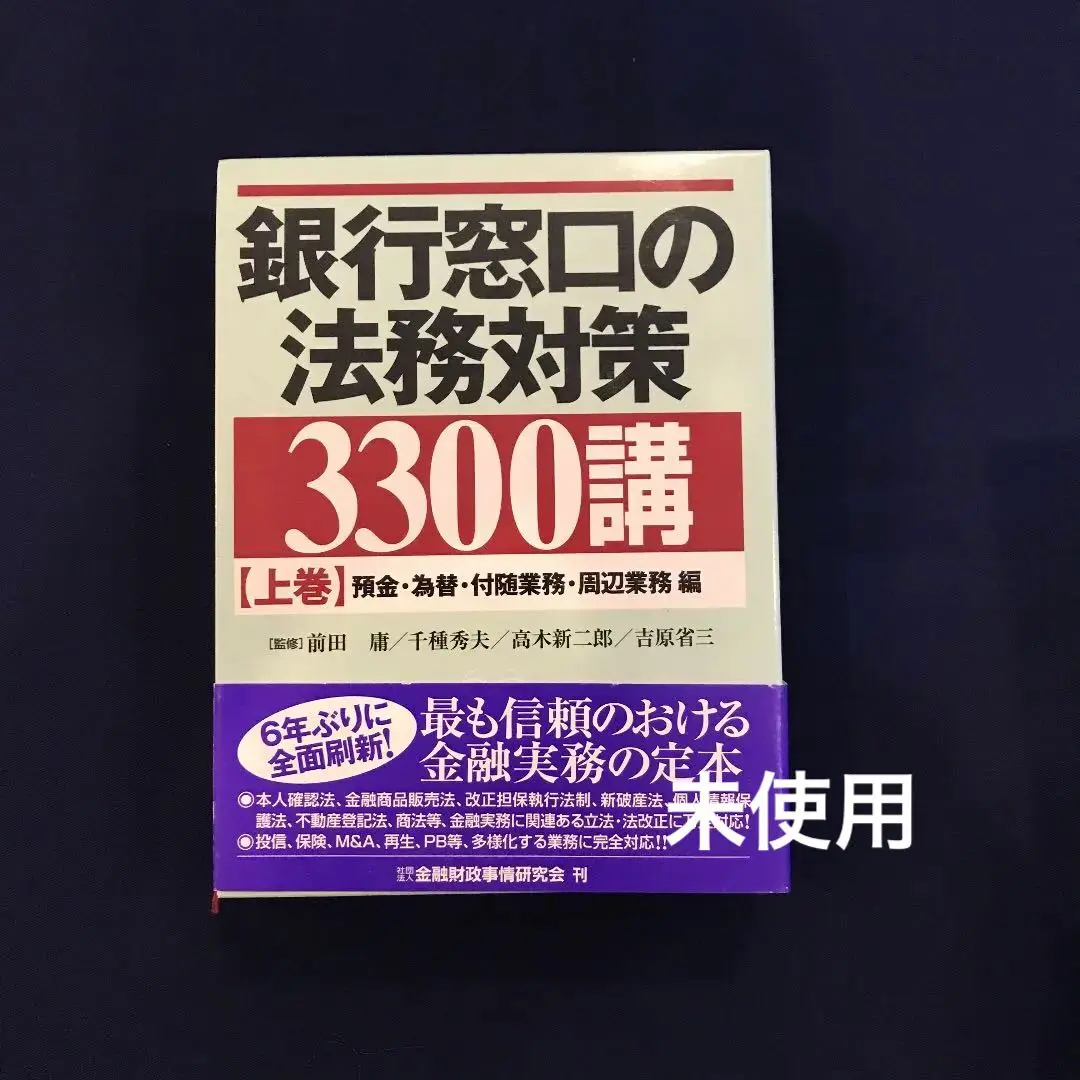 銀行窓口の
法務対策
3300講
【上巻】預金・為替・付随業務・周辺業務 編
[監修]前田 庸／千種秀夫／高木新二郎／吉原省三
6年ぶりに
全面刷新!
最も信頼のおける
金融実務の定本
●本人確認法、金融商品販売法、改正担保執行法制、新破産法、個人情報保
護法、不動産登記法、商法等、金融実務に関連ある立法・法改正に対応!
●投信、保険、M&A、再生、PB等、多様化する業務に完全対応!!
社団法人 金融財政事情研究会 刊
未使用